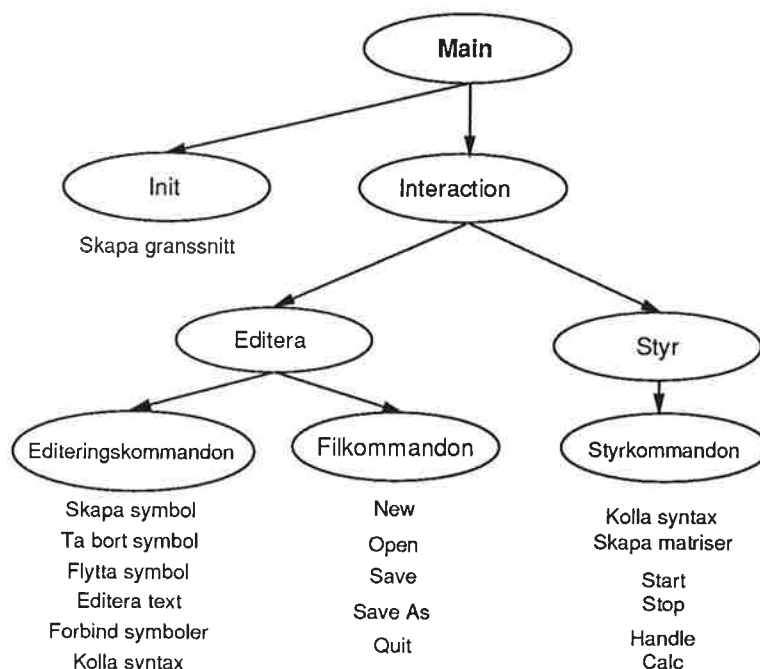 Main
Init
Interaction
Skapa granssnitt
Editera
Styr
Editeringskommandon
Filkommandon
Styrkommandon
Skapa symbol
Ta bort symbol
Flytta symbol
Editera text
Forbind symboler
Kolla syntax
New
Open
Save
Save As
Quit
Kolla syntax
Skapa matriser
Start
Stop
Handle
Calc